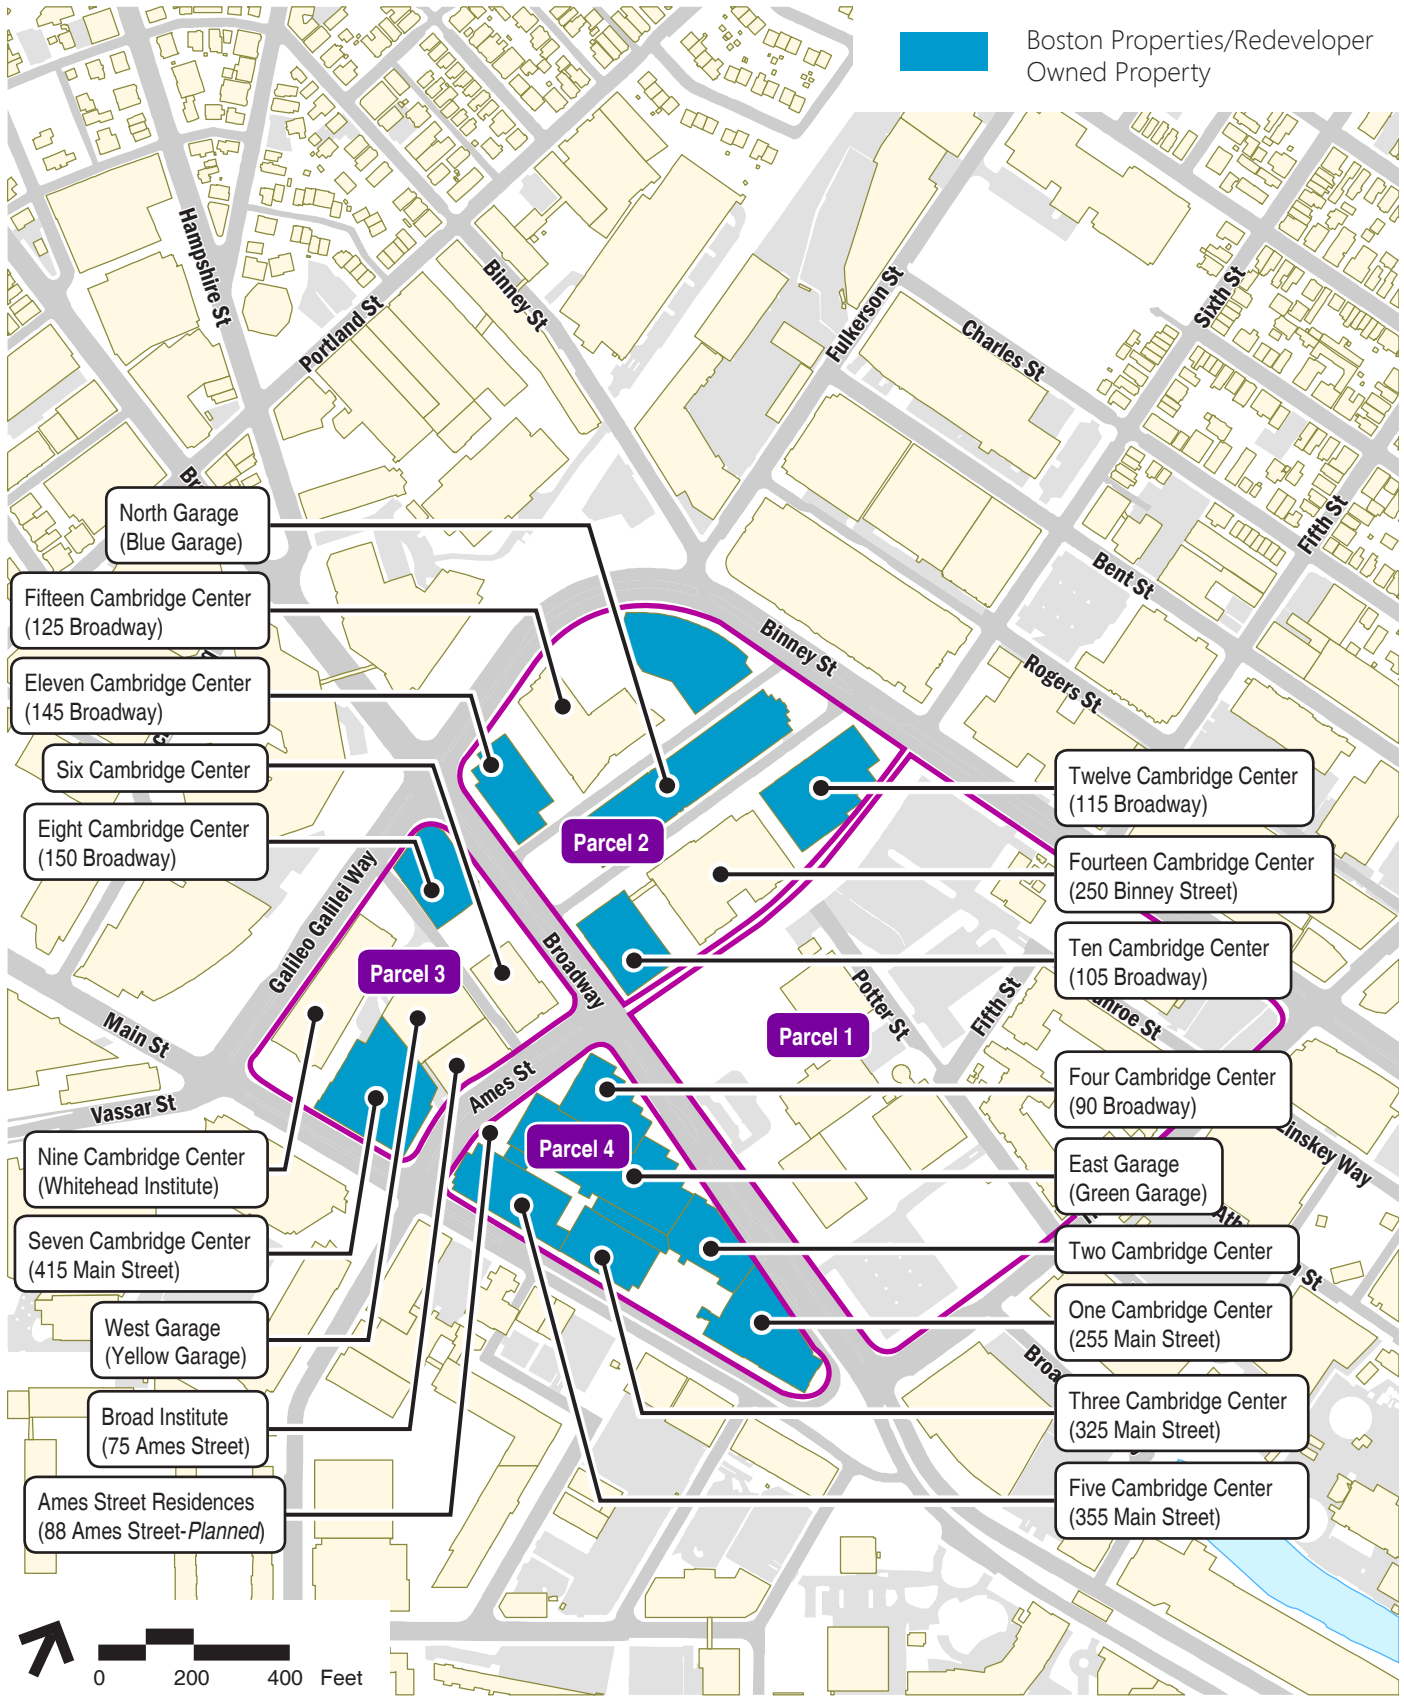 Boston Properties/Redeveloper
Owned Property
Hampshire St
Portland St
Binney St
Fulkerson St
Charles St
Sixth St
Fifth St
Bent St
Rogers St
Binney St
North Garage
(Blue Garage)
Fifteen Cambridge Center
(125 Broadway)
Eleven Cambridge Center
(145 Broadway)
Six Cambridge Center
Eight Cambridge Center
(150 Broadway)
Twelve Cambridge Center
(115 Broadway)
Fourteen Cambridge Center
(250 Binney Street)
Ten Cambridge Center
(105 Broadway)
Parcel 2
Galileo Galilei Way
Broadway
Parcel 3
Potter St
Fifth St
Parcel 1
Main St
Vassar St
Ames St
Parcel 4
Four Cambridge Center
(90 Broadway)
East Garage
(Green Garage)
Two Cambridge Center
One Cambridge Center
(255 Main Street)
Three Cambridge Center
(325 Main Street)
Five Cambridge Center
(355 Main Street)
Nine Cambridge Center
(Whitehead Institute)
Seven Cambridge Center
(415 Main Street)
West Garage
(Yellow Garage)
Broad Institute
(75 Ames Street)
Ames Street Residences
(88 Ames Street-Planned)
0 200 400 Feet